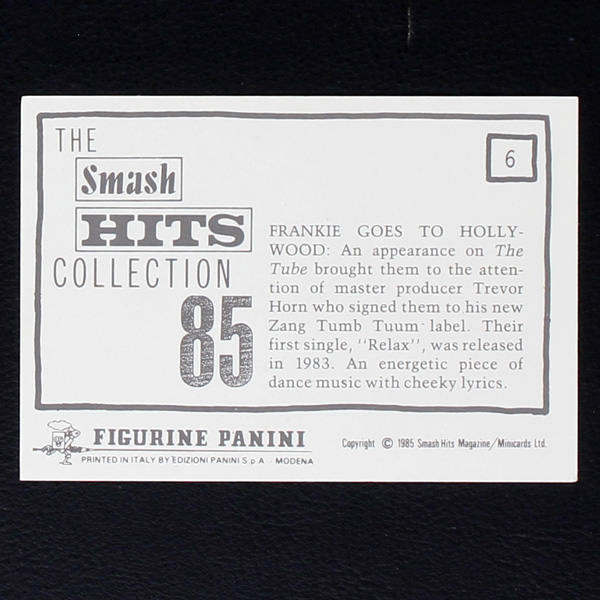 THE
Smash
HITS
COLLECTION
85
6
FRANKIE GOES TO HOLLY-
WOOD: An appearance on The
Tube brought them to the atten-
tion of master producer Trevor
Horn who signed them to his new
Zang Tumb Tuum label. Their
first single, "Relax", was released
in 1983. An energetic piece of
dance music with cheeky lyrics.
FIGURINE PANINI
PRINTED IN ITALY BY EDIZIONI PANINI S.p.A. - MODENA
Copyright © 1985 Smash Hits Magazine/Minicards Ltd.